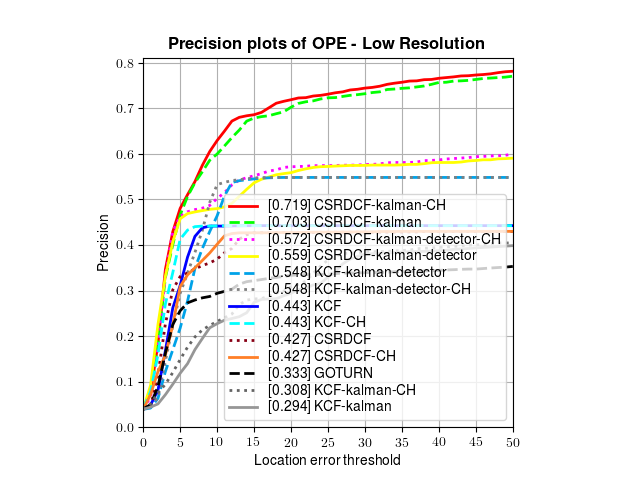 Precision plots of OPE - Low Resolution
0.8
0.7
0.6
0.5
0.4
0.3
0.2
0.1
0.0
Precision
[0.719] CSRDCF-kalman-CH
[0.703] CSRDCF-kalman
[0.572] CSRDCF-kalman-detector-CH
[0.559] CSRDCF-kalman-detector
[0.548] KCF-kalman-detector
[0.548] KCF-kalman-detector-CH
[0.443] KCF
[0.443] KCF-CH
[0.427] CSRDCF
[0.427] CSRDCF-CH
[0.333] GOTURN
[0.308] KCF-kalman-CH
[0.294] KCF-kalman
0 5 10 15 20 25 30 35 40 45 50
Location error threshold